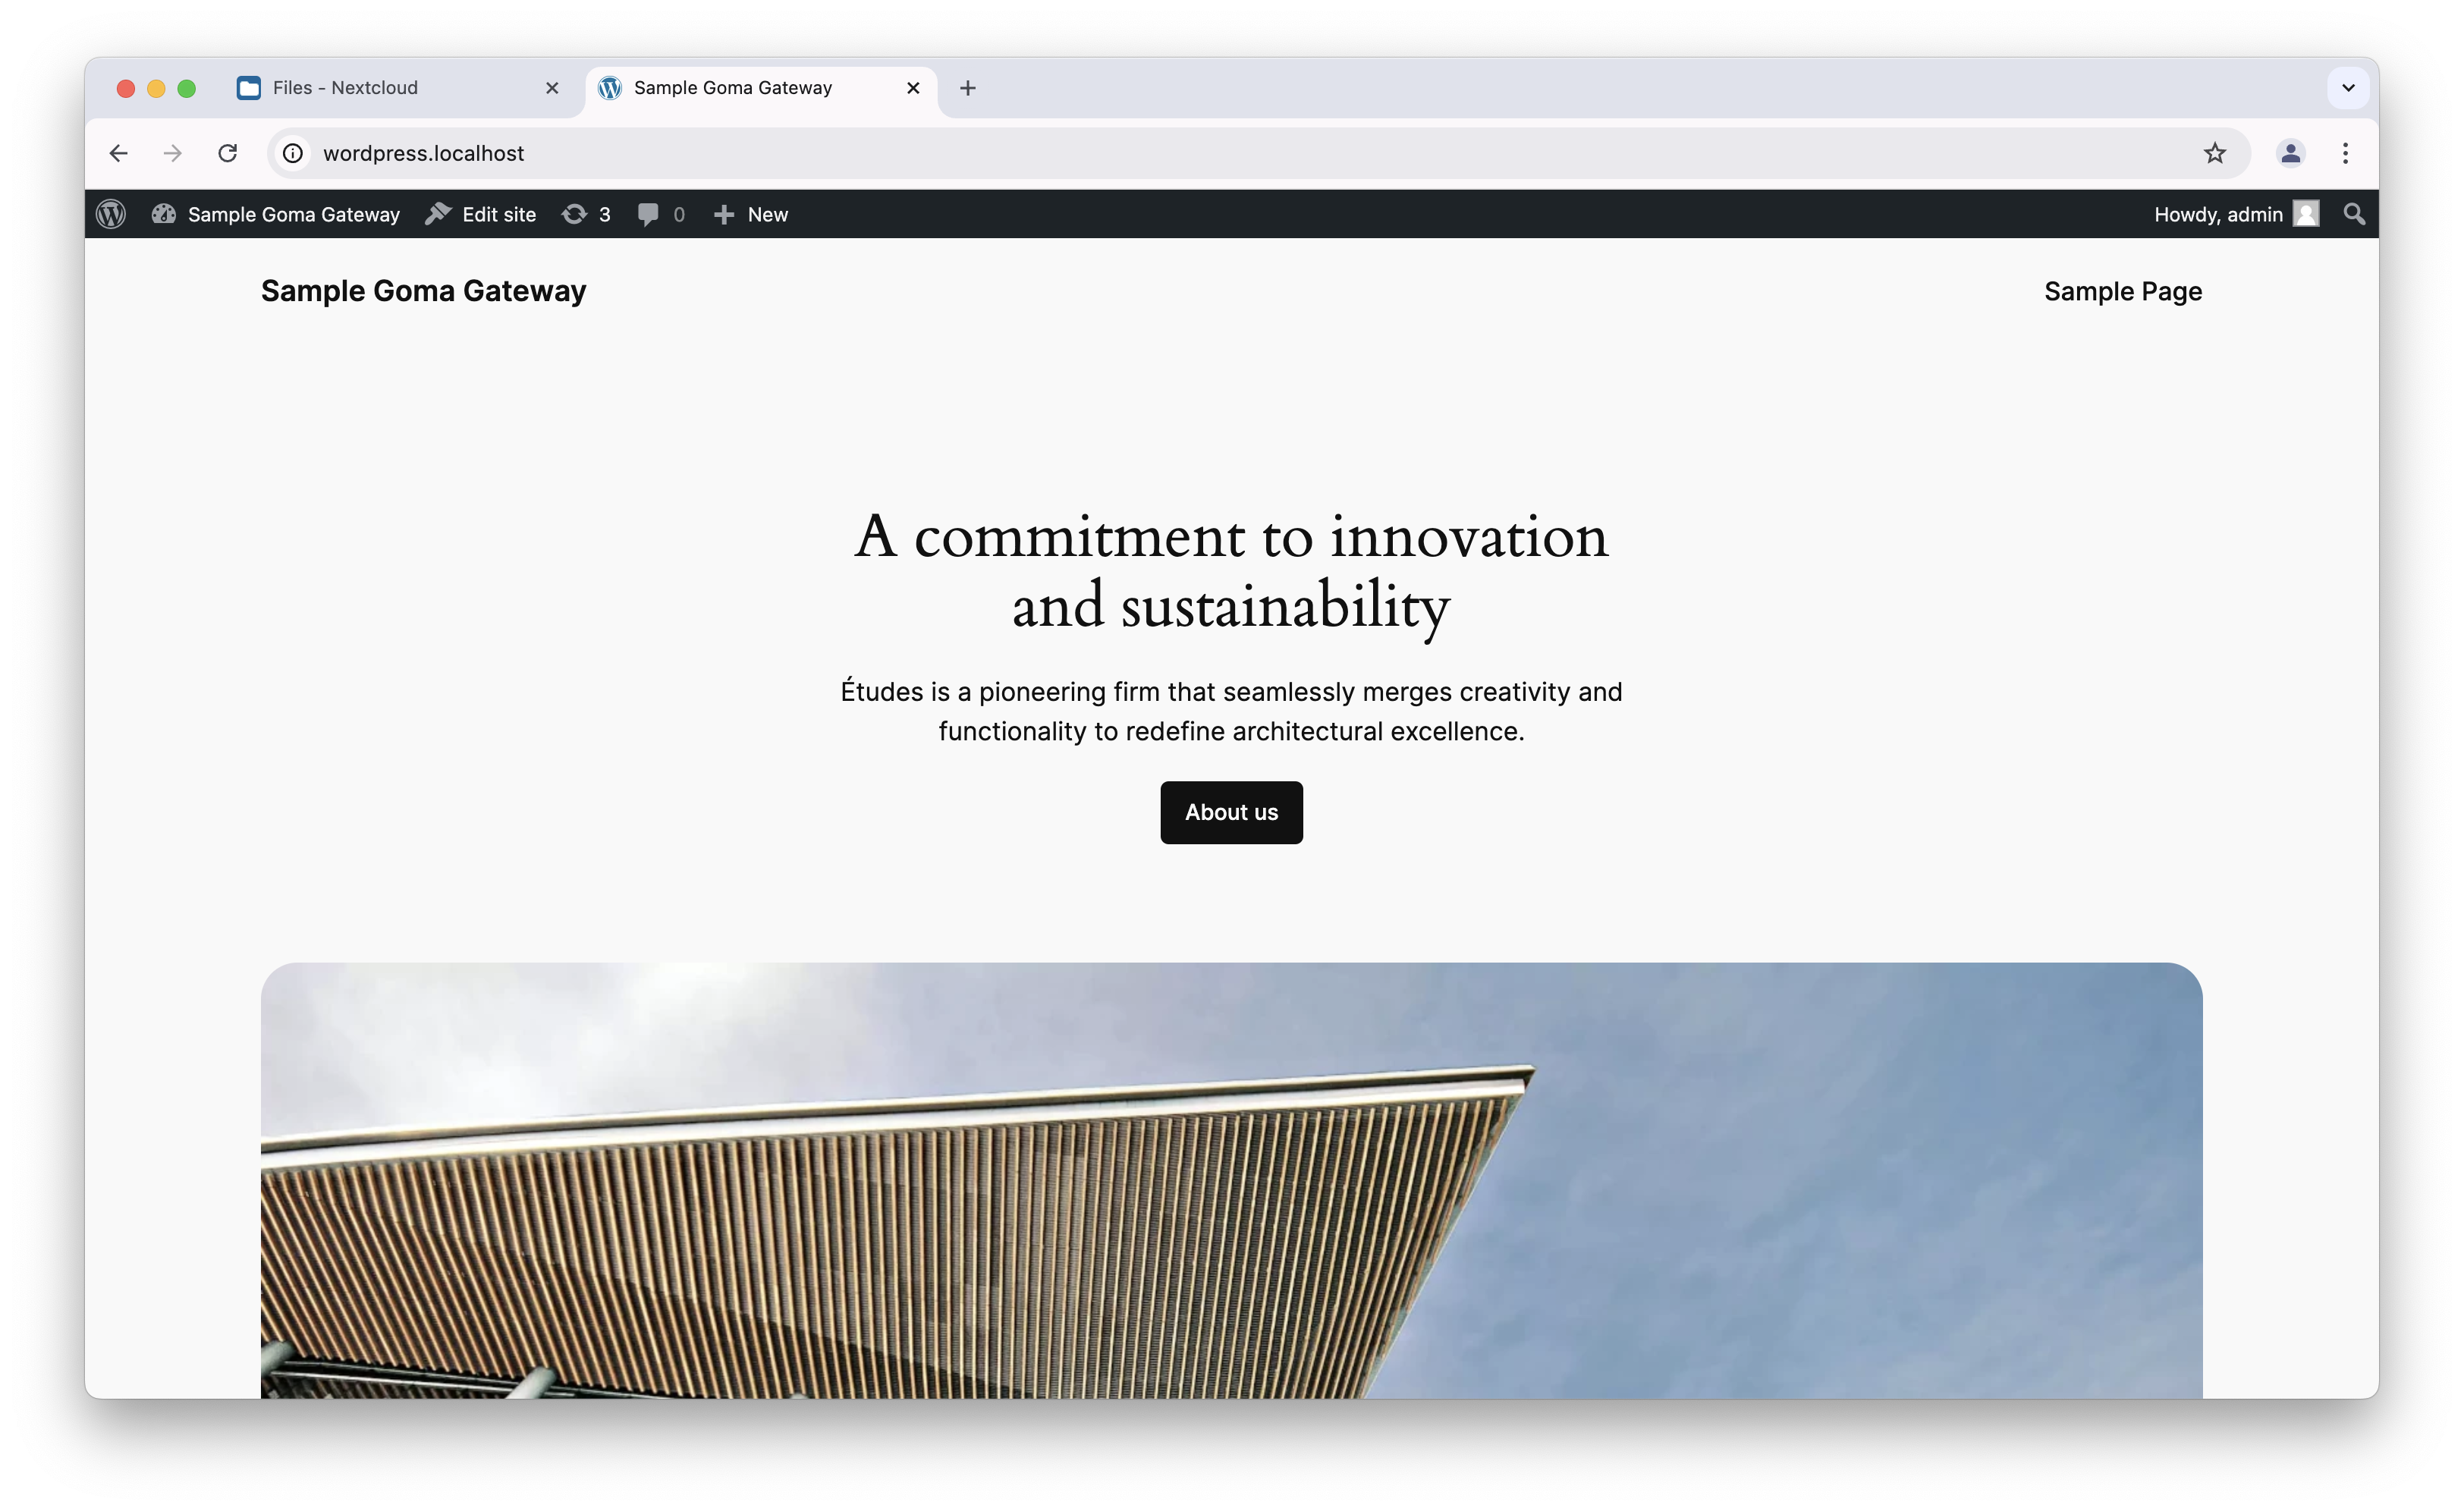 Files - Nextcloud
Sample Goma Gateway
wordpress.localhost
Sample Goma Gateway Edit site 3 0 New Howdy, admin
Sample Goma Gateway Sample Page
A commitment to innovation
and sustainability
Études is a pioneering firm that seamlessly merges creativity and
functionality to redefine architectural excellence.
About us